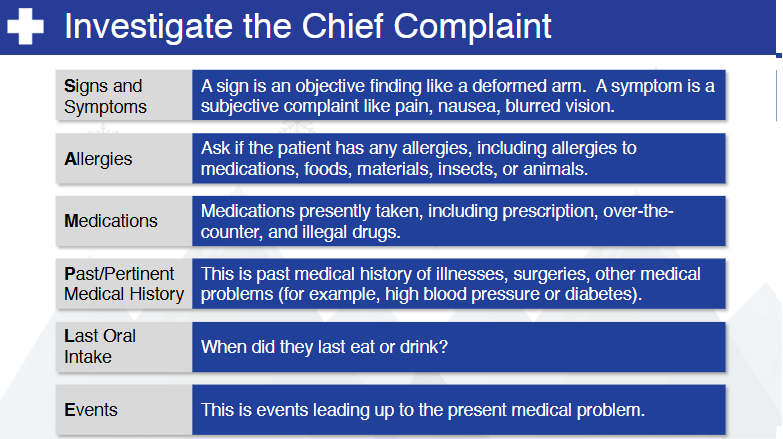 Investigate the Chief Complaint
Signs and
Symptoms
A sign is an objective finding like a deformed arm.  A symptom is a
subjective complaint like pain, nausea, blurred vision.
Allergies
Ask if the patient has any allergies, including allergies to
medications, foods, materials, insects, or animals.
Medications
Medications presently taken, including prescription, over-the-
counter, and illegal drugs.
Past/Pertinent
Medical History
This is past medical history of illnesses, surgeries, other medical
problems (for example, high blood pressure or diabetes).
Last Oral
Intake
When did they last eat or drink?
Events
This is events leading up to the present medical problem.